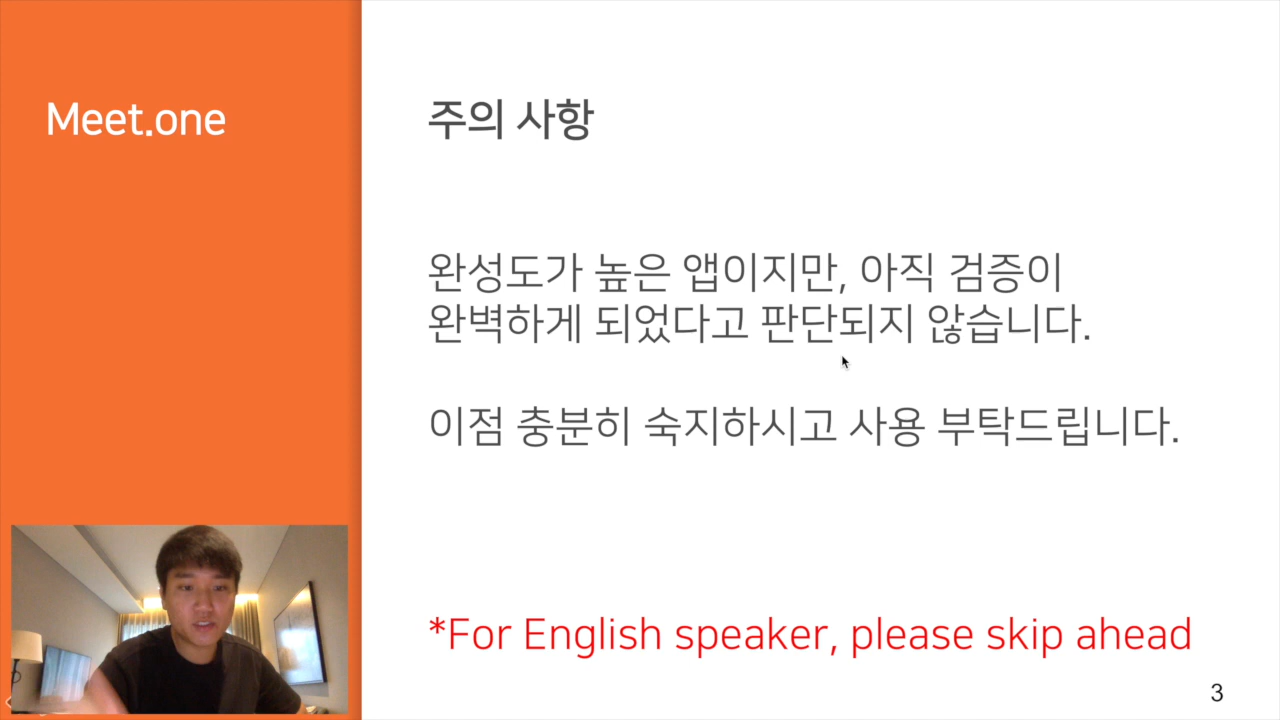 Meet.one
주의 사항
완성도가 높은 앱이지만, 아직 검증이
완벽하게 되었다고 판단되지 않습니다.
이점 충분히 숙지하시고 사용 부탁드립니다.
*For English speaker, please skip ahead
3